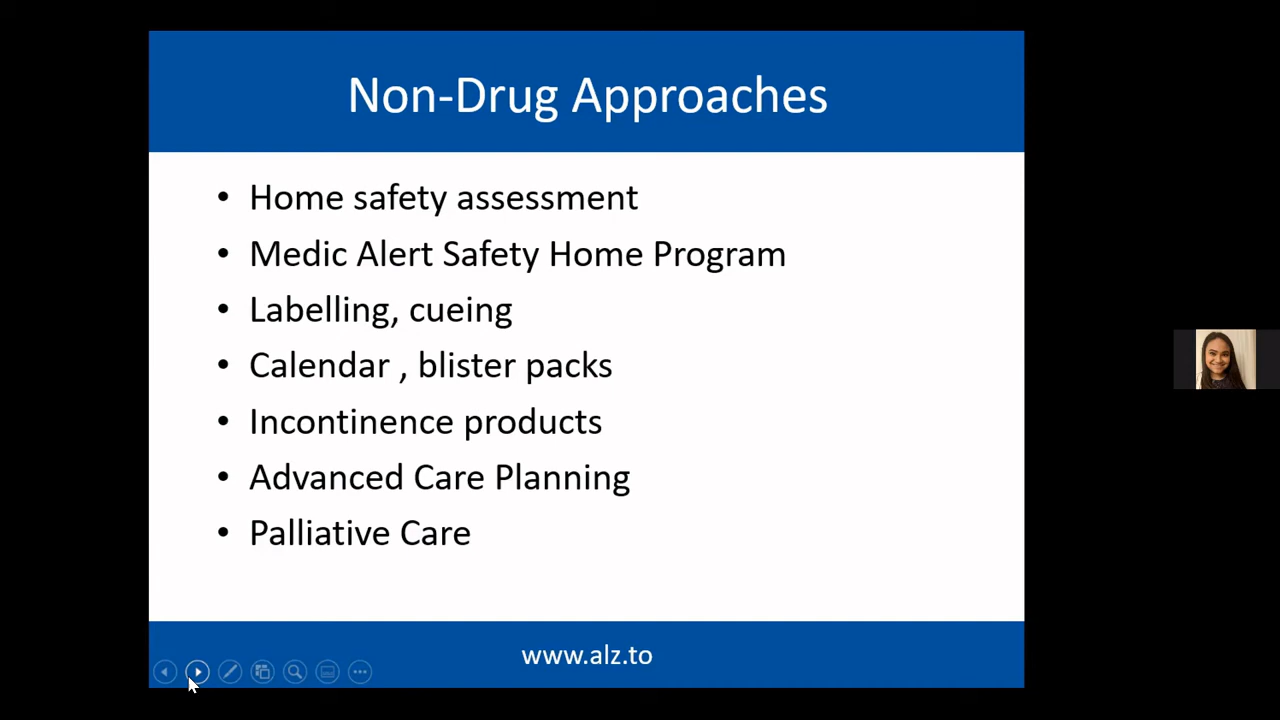 Non-Drug Approaches
• Home safety assessment
• Medic Alert Safety Home Program
• Labelling, cueing
• Calendar , blister packs
• Incontinence products
• Advanced Care Planning
• Palliative Care
www.alz.to